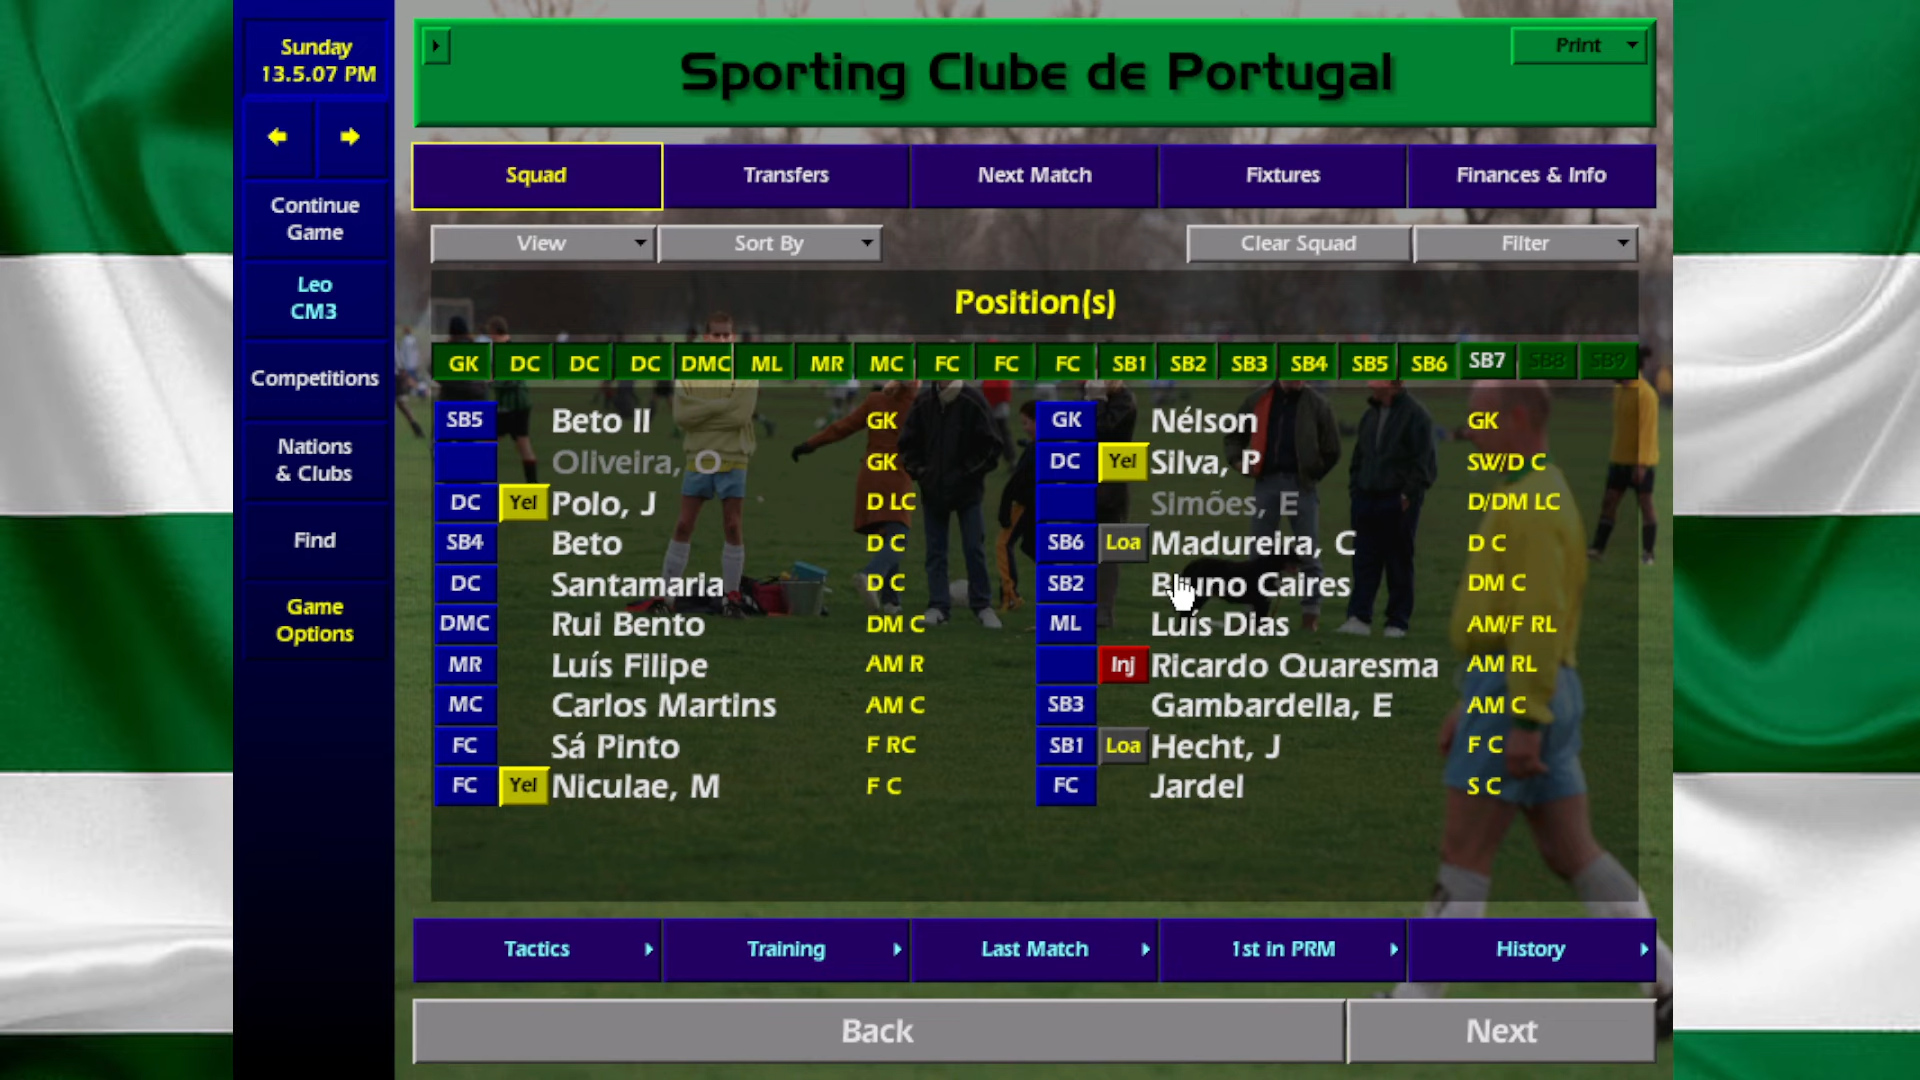 Sunday
13.5.07 PM
Continue
Game
Leo
CM3
Competitions
Nations
& Clubs
Find
Game
Options
Sporting Clube de Portugal
Print
Squad Transfers Next Match Fixtures Finances & Info
View Sort By Clear Squad Filter
Position(s)
GK DC DC DC DMC ML MR MC FC FC FC SB1 SB2 SB3 SB4 SB5 SB6 SB7 SB8 SB9
SB5 Beto II GK GK Nélson GK
Oliveira, O GK DC Yel Silva, P SW/D C
DC Yel Polo, J D LC Simões, E D/DM LC
SB4 Beto D C SB6 Loa Madureira, C D C
DC Santamaria D C SB2 Bruno Caires DM C
DMC Rui Bento DM C ML Luís Dias AM/F RL
MR Luís Filipe AM R Inj Ricardo Quaresma AM RL
MC Carlos Martins AM C SB3 Gambardella, E AM C
FC Sá Pinto F RC SB1 Loa Hecht, J F C
FC Yel Niculae, M F C FC Jardel S C
Tactics Training Last Match 1st in PRM History
Back Next